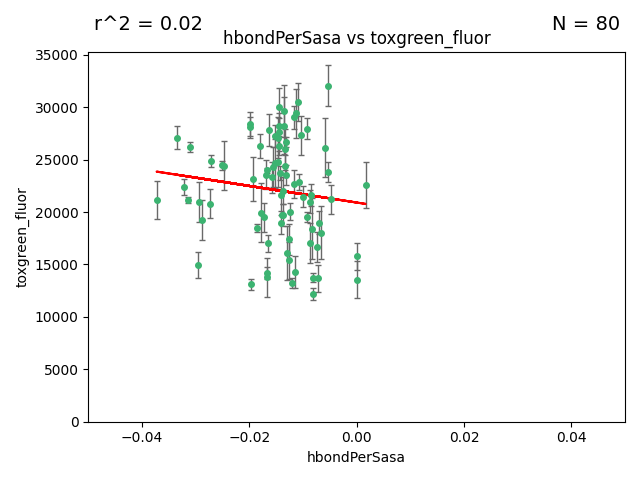 r^2 = 0.02
N = 80
hbondPerSasa vs toxgreen_fluor
35000
30000
25000
20000
15000
10000
5000
0
toxgreen_fluor
−0.04
−0.02
0.00
0.02
0.04
hbondPerSasa